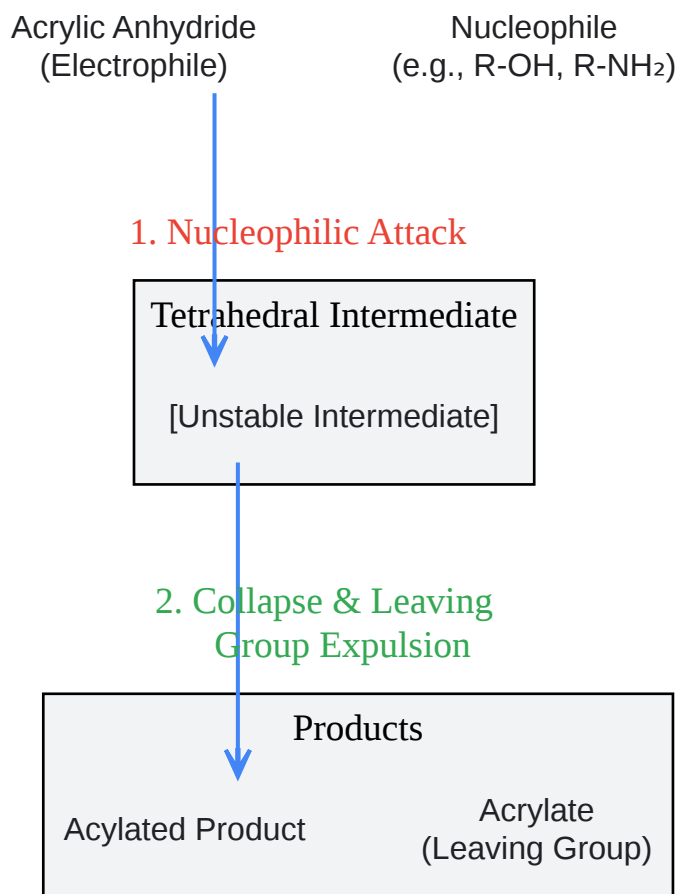 Acrylic Anhydride
(Electrophile)
Nucleophile
(e.g., R-OH, R-NH₂)
1. Nucleophilic Attack
Tetrahedral Intermediate
[Unstable Intermediate]
2. Collapse & Leaving
Group Expulsion
Products
Acylated Product
Acrylate
(Leaving Group)